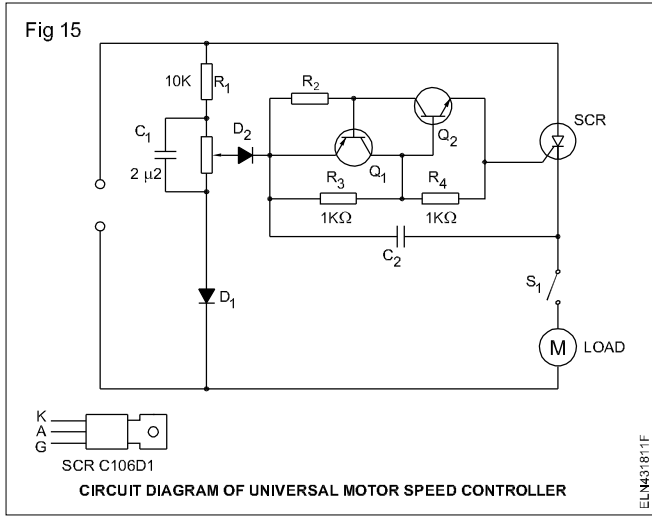 Fig 15
10K R1
R2
C1
2 µ2
D2
Q1
Q2
SCR
R3
1KΩ
R4
1KΩ
C2
D1
S1
M LOAD
K
A
G
SCR C106D1
CIRCUIT DIAGRAM OF UNIVERSAL MOTOR SPEED CONTROLLER
ELN431811F